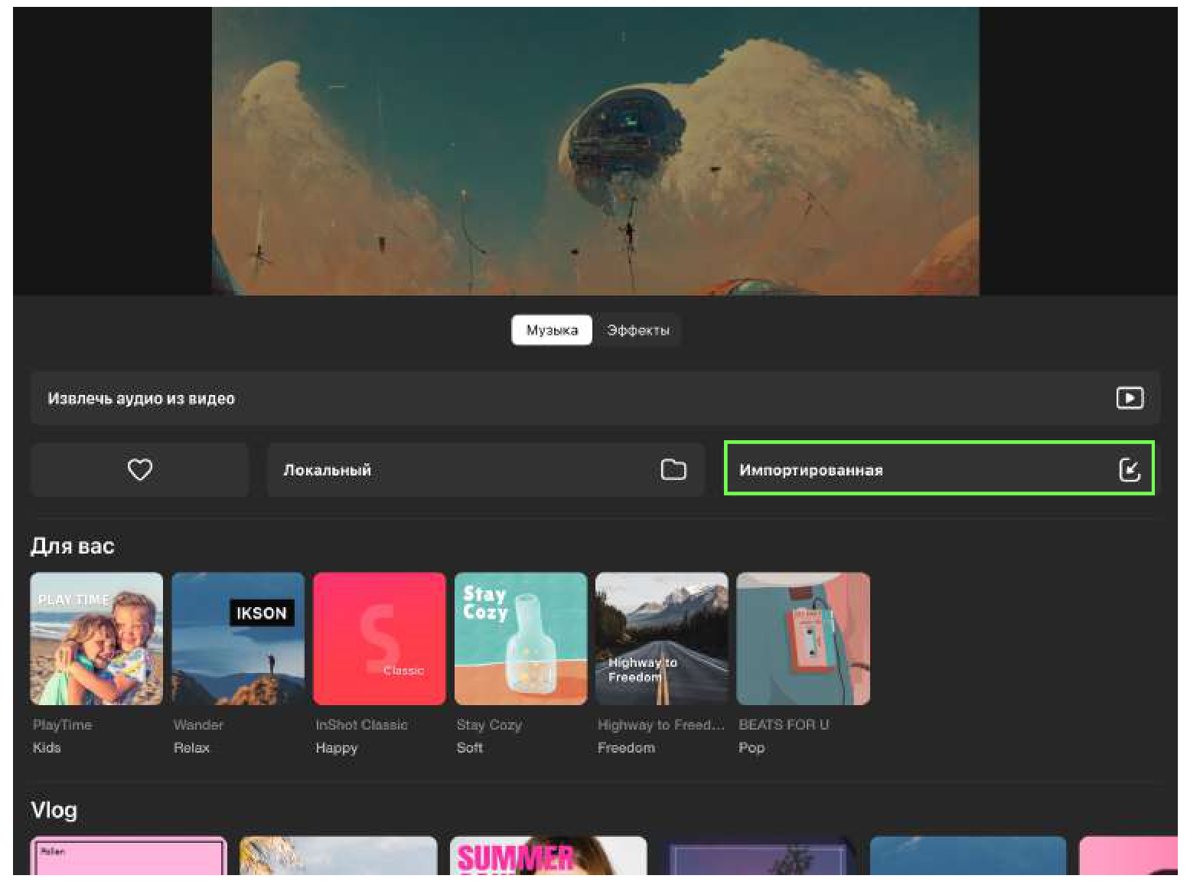 Музыка Эффекты
Извлечь аудио из видео
Локальный
Импортированная
Для вас
PLAY TIME
IKSON
Classic
Stay
Cozy
Highway to
Freedom
PlayTime Wander InShot Classic Stay Cozy Highway to Freed... BEATS FOR U
Kids Relax Happy Soft Freedom Pop
Vlog
SUMMER